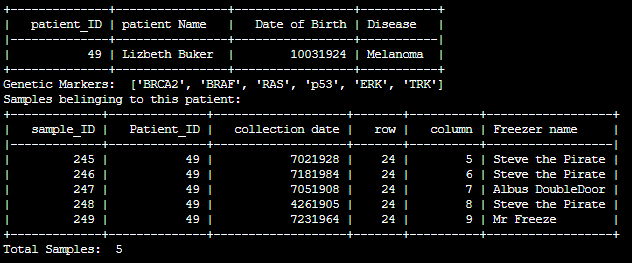 patient_ID | patient Name | Date of Birth | Disease
49 | Lizbeth Buker | 10031924 | Melanoma
Genetic Markers:  ['BRCA2', 'BRAF', 'RAS', 'p53', 'ERK', 'TRK']
Samples belinging to this patient:
sample_ID | Patient_ID | collection date | row | column | Freezer name
245 | 49 | 7021928 | 24 | 5 | Steve the Pirate
246 | 49 | 7181984 | 24 | 6 | Steve the Pirate
247 | 49 | 7051908 | 24 | 7 | Albus DoubleDoor
248 | 49 | 4261905 | 24 | 8 | Steve the Pirate
249 | 49 | 7231964 | 24 | 9 | Mr Freeze
Total Samples:  5